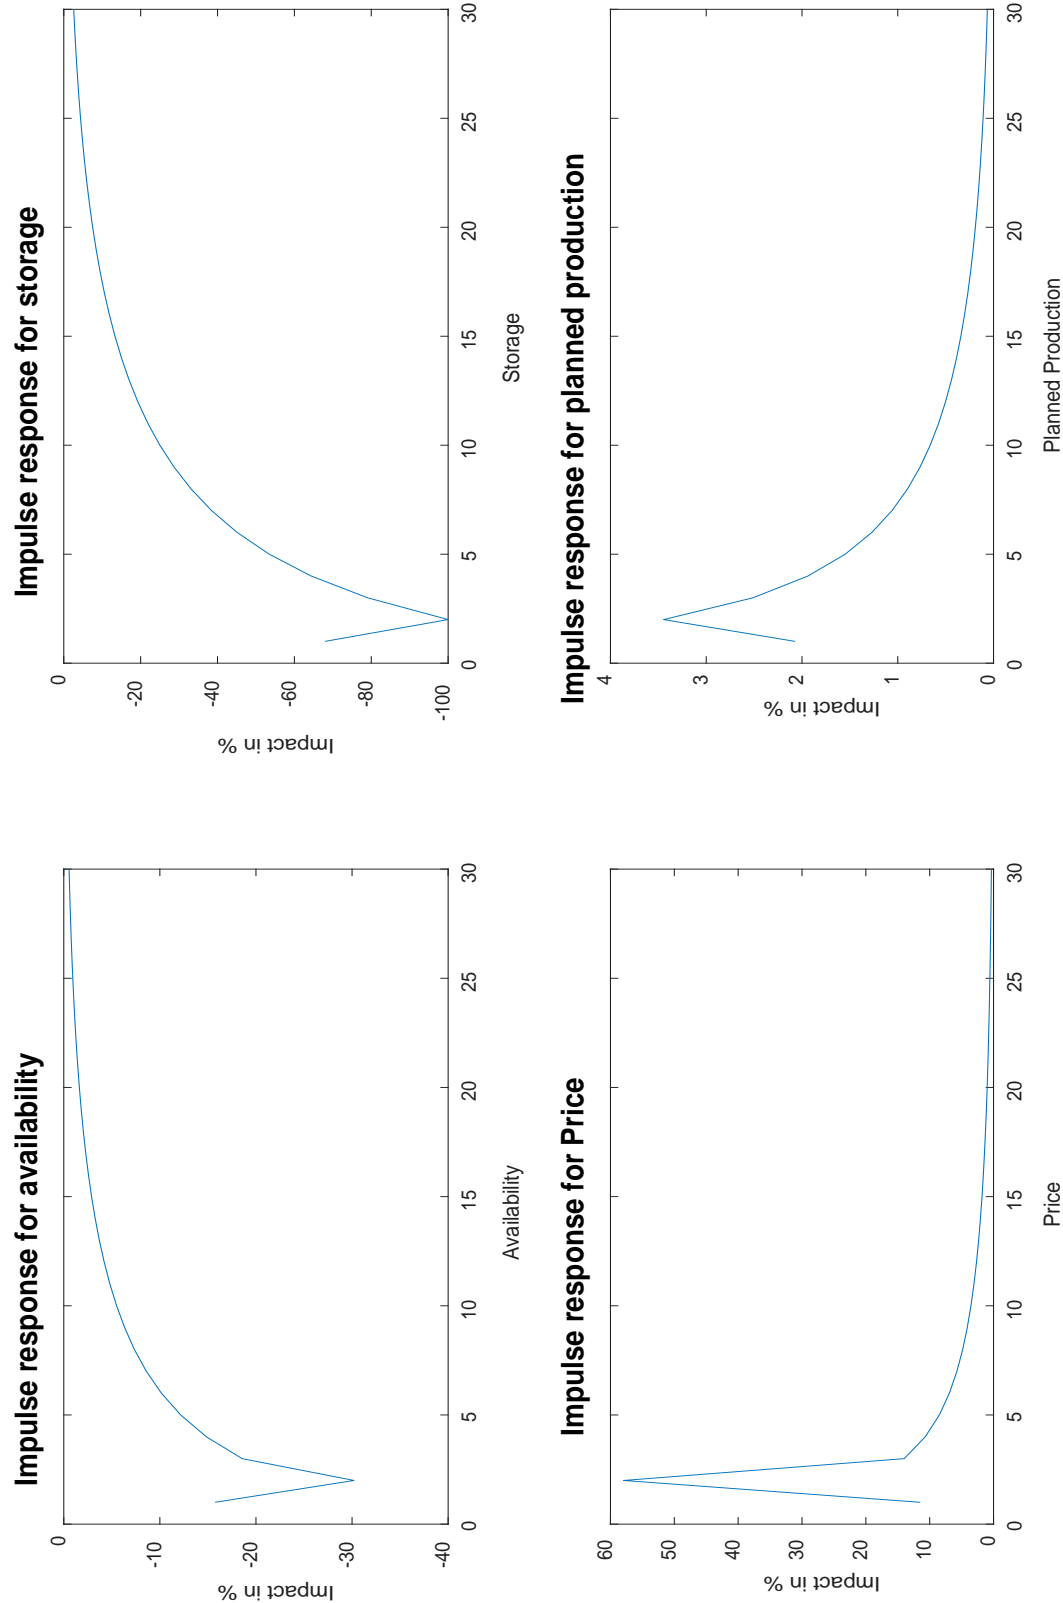 Impulse response for availability
0
-10
-20
-30
-40
Impact in %
0 5 10 15 20 25 30
Availability
Impulse response for storage
0
-20
-40
-60
-80
-100
Impact in %
0 5 10 15 20 25 30
Storage
Impulse response for Price
60
50
40
30
20
10
0
Impact in %
0 5 10 15 20 25 30
Price
Impulse response for planned production
4
3
2
1
0
Impact in %
0 5 10 15 20 25 30
Planned Production